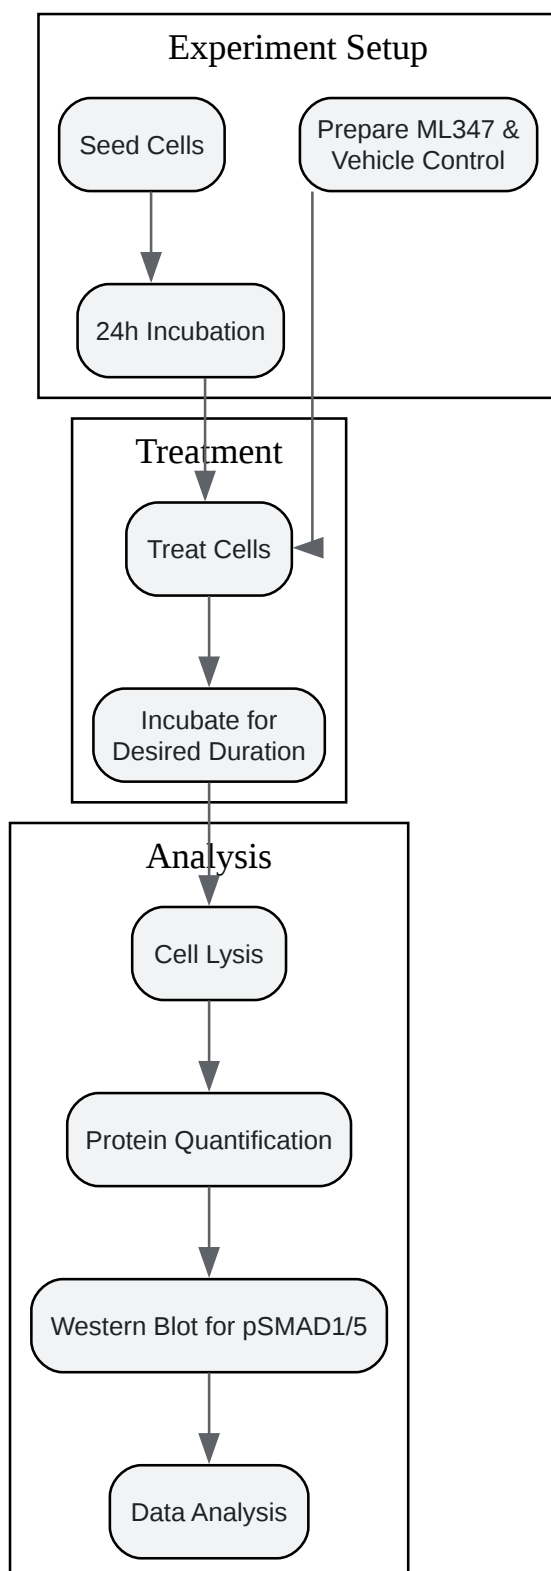 Experiment Setup
Seed Cells
Prepare ML347 &
Vehicle Control
24h Incubation
Treatment
Treat Cells
Incubate for
Desired Duration
Analysis
Cell Lysis
Protein Quantification
Western Blot for pSMAD1/5
Data Analysis